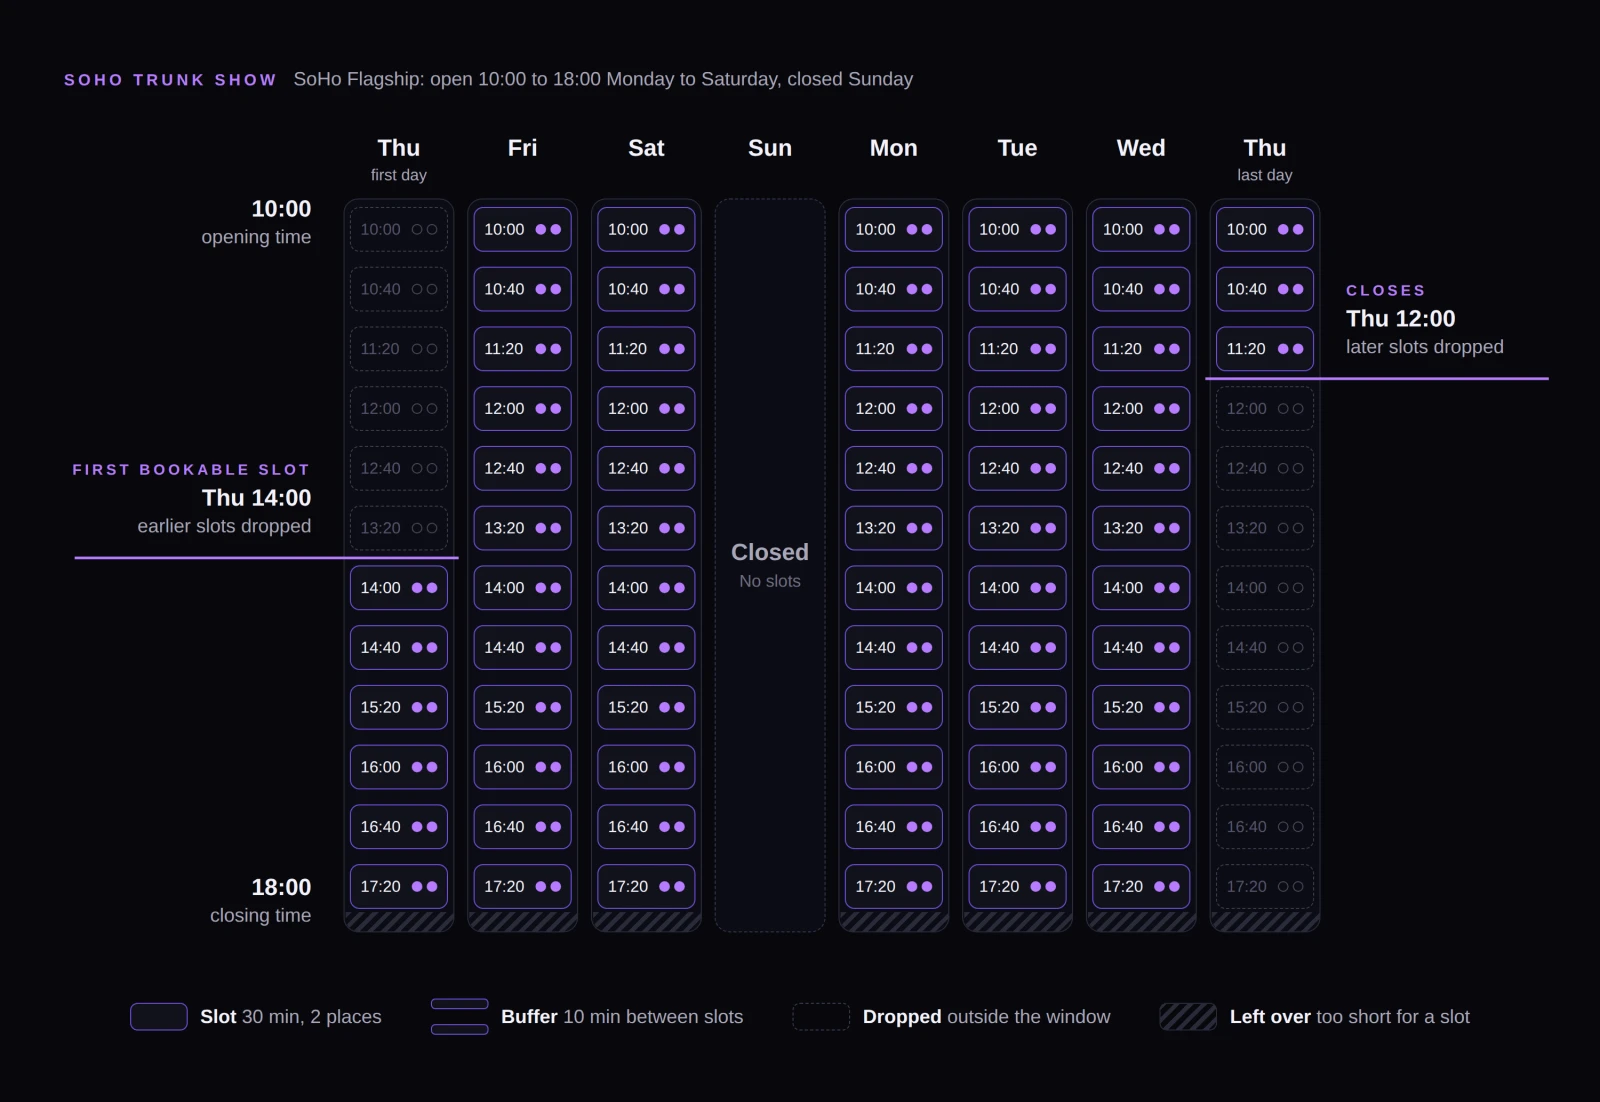 SOHO TRUNK SHOW SoHo Flagship: open 10:00 to 18:00 Monday to Saturday, closed Sunday
Thu Fri Sat Sun Mon Tue Wed Thu
first day last day
10:00
opening time
10:00 10:00 10:00 10:00 10:00 10:00 10:00
10:40 10:40 10:40 10:40 10:40 10:40 10:40
CLOSES
Thu 12:00
later slots dropped
11:20 11:20 11:20 11:20 11:20 11:20 11:20
12:00 12:00 12:00 12:00 12:00 12:00 12:00
12:40 12:40 12:40 12:40 12:40 12:40 12:40
FIRST BOOKABLE SLOT
Thu 14:00
earlier slots dropped
13:20 13:20 13:20 13:20 13:20 13:20 13:20
Closed
No slots
14:00 14:00 14:00 14:00 14:00 14:00 14:00
14:40 14:40 14:40 14:40 14:40 14:40 14:40
15:20 15:20 15:20 15:20 15:20 15:20 15:20
16:00 16:00 16:00 16:00 16:00 16:00 16:00
16:40 16:40 16:40 16:40 16:40 16:40 16:40
17:20 17:20 17:20 17:20 17:20 17:20 17:20
18:00
closing time
Slot 30 min, 2 places
Buffer 10 min between slots
Dropped outside the window
Left over too short for a slot